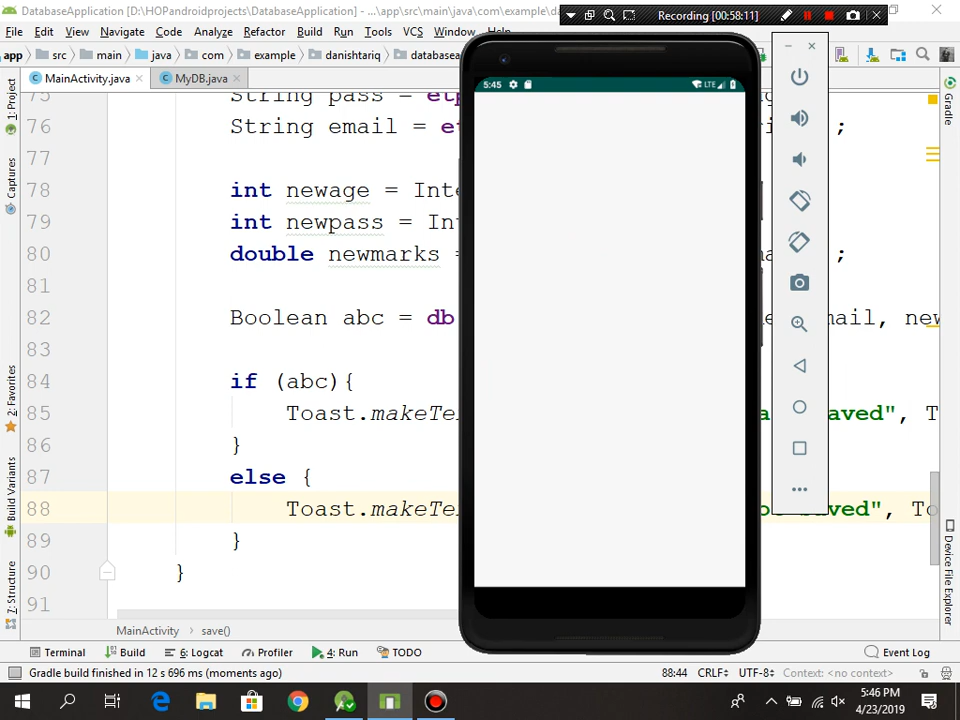 DatabaseApplication [D:\HOPandroidprojects\DatabaseApplication] - ...\app\src\main\java\com\example\da
Recording [00:58:11]
File Edit View Navigate Code Analyze Refactor Build Run Tools VCS Window Help
app src main java com example danishtariq databasea
MainActivity.java MyDB.java
1: Project
Captures
2: Favorites
Build Variants
7: Structure
Gradle
Device File Explorer
5:45 LTE
75 String pass =
76 String email = ;
77
78 int newage = Inte
79 int newpass = In
80 double newmarks = ;
81
82 Boolean abc = db mail, new
83
84 if (abc){
85 Toast.makeTe aved", T
86 }
87 else {
88 Toast.makeTe aved", To
89 }
90 }
91
MainActivity save()
Terminal Build 6: Logcat Profiler 4: Run TODO Event Log
Gradle build finished in 12 s 696 ms (moments ago) 88:44 CRLF UTF-8 Context: <no context>
5:46 PM
4/23/2019